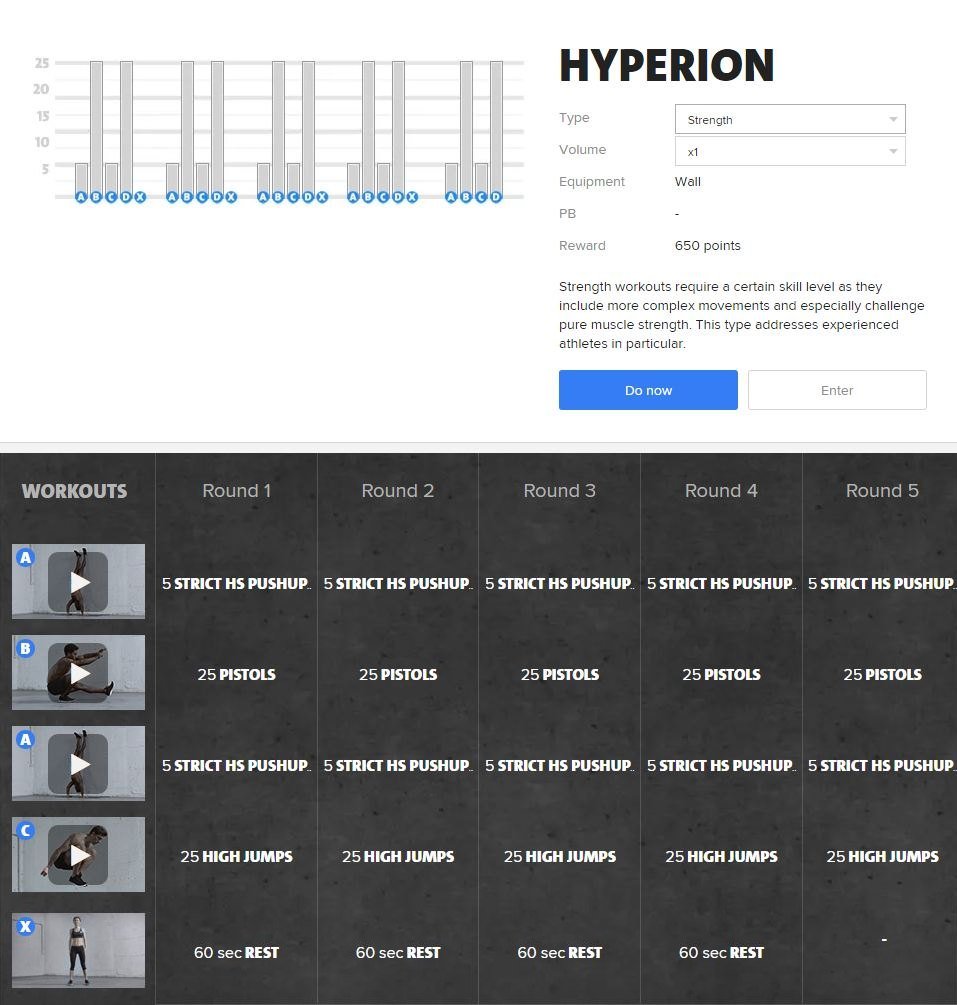 HYPERION
25
20
15
10
5
A B C D X A B C D X A B C D X A B C D X A B C D
Type Strength
Volume x1
Equipment Wall
PB -
Reward 650 points
Strength workouts require a certain skill level as they
include more complex movements and especially challenge
pure muscle strength. This type addresses experienced
athletes in particular.
Do now Enter
WORKOUTS Round 1 Round 2 Round 3 Round 4 Round 5
A 5 STRICT HS PUSHUP.. 5 STRICT HS PUSHUP.. 5 STRICT HS PUSHUP.. 5 STRICT HS PUSHUP.. 5 STRICT HS PUSHUP..
B 25 PISTOLS 25 PISTOLS 25 PISTOLS 25 PISTOLS 25 PISTOLS
A 5 STRICT HS PUSHUP.. 5 STRICT HS PUSHUP.. 5 STRICT HS PUSHUP.. 5 STRICT HS PUSHUP.. 5 STRICT HS PUSHUP..
C 25 HIGH JUMPS 25 HIGH JUMPS 25 HIGH JUMPS 25 HIGH JUMPS 25 HIGH JUMPS
X 60 sec REST 60 sec REST 60 sec REST 60 sec REST -